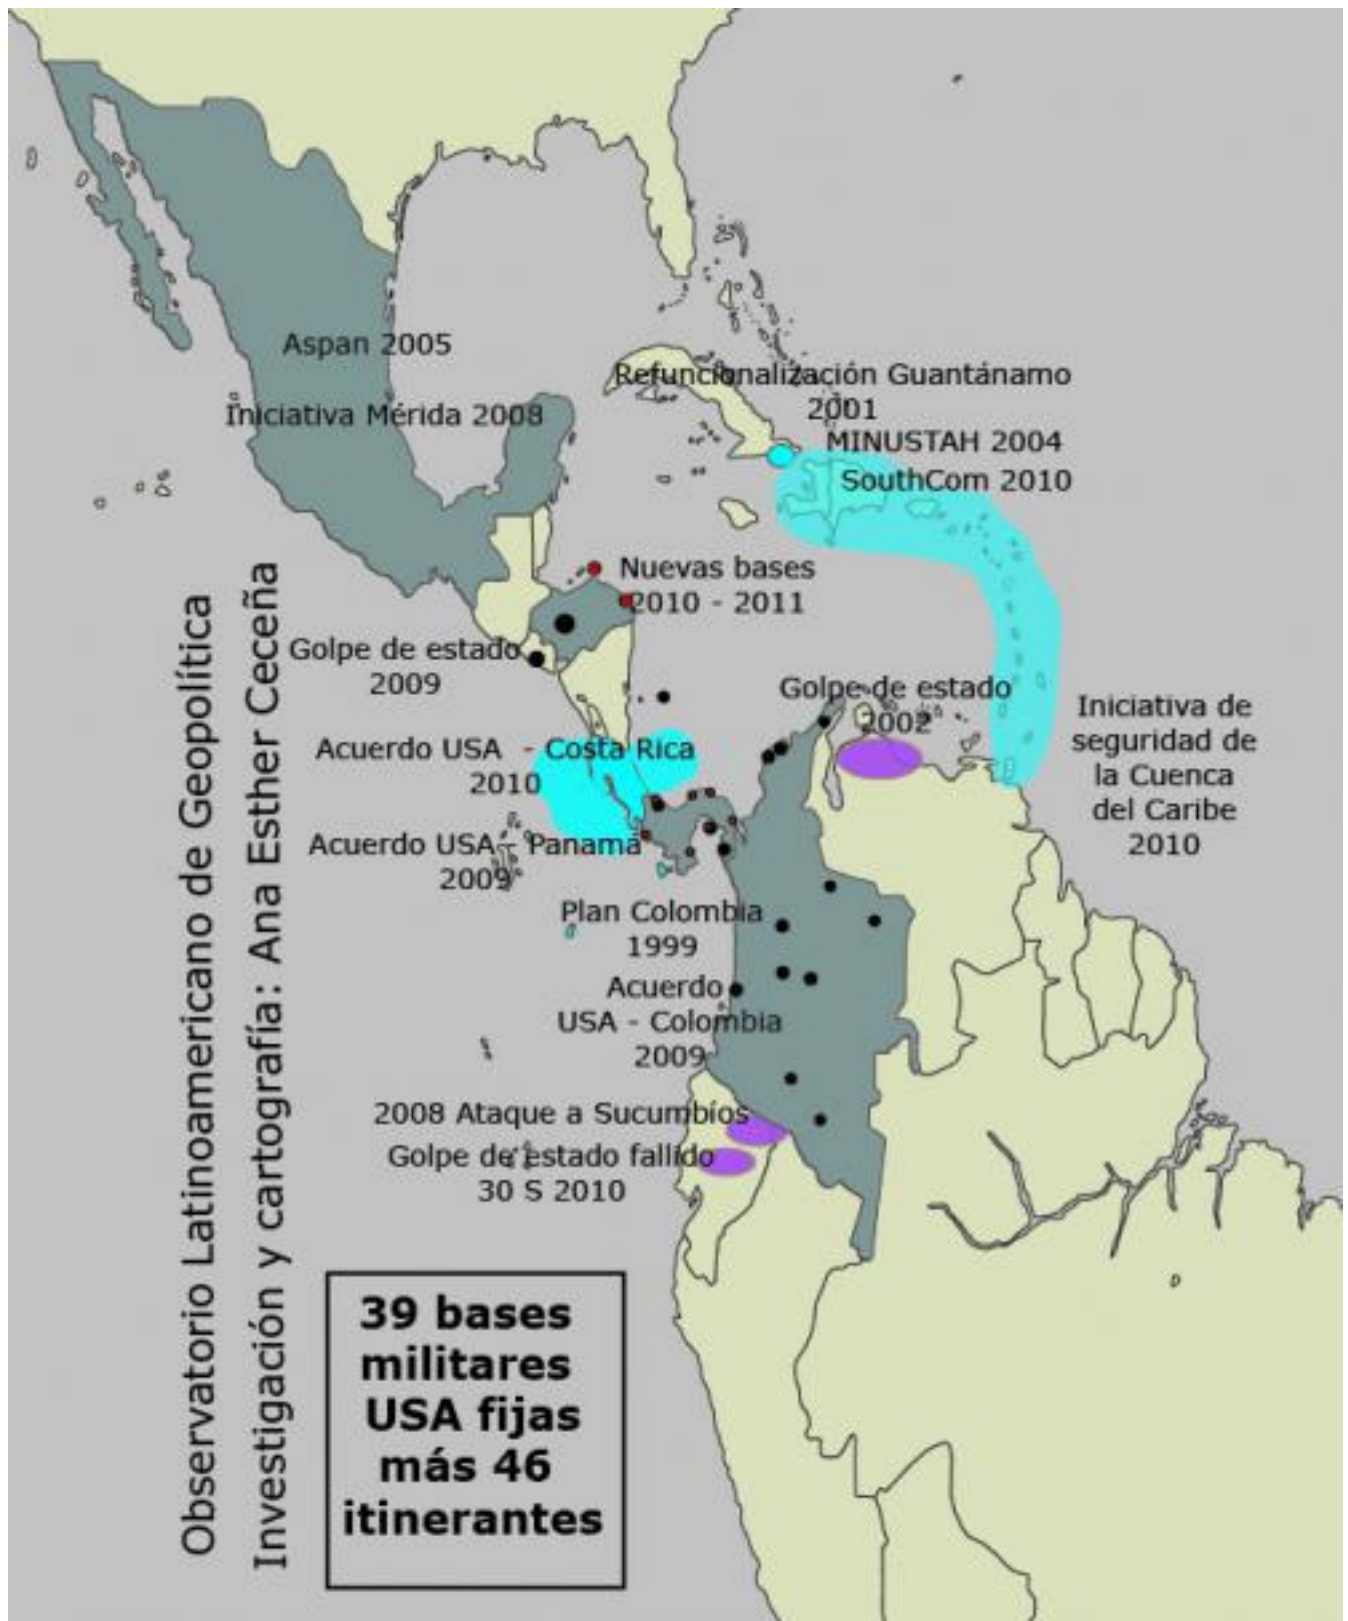 Aspan 2005
Iniciativa Mérida 2008
Refuncionalización Guantánamo
2001
MINUSTAH 2004
SouthCom 2010
Nuevas bases
2010 - 2011
Golpe de estado
2009
Golpe de estado
2002
Iniciativa de
seguridad de
la Cuenca
del Caribe
2010
Acuerdo USA - Costa Rica
2010
Acuerdo USA - Panamá
2009
Plan Colombia
1999
Acuerdo
USA - Colombia
2009
2008 Ataque a Sucumbíos
Golpe de estado fallido
30 S 2010
39 bases
militares
USA fijas
más 46
itinerantes
Observatorio Latinoamericano de Geopolítica
Investigación y cartografía: Ana Esther Ceceña